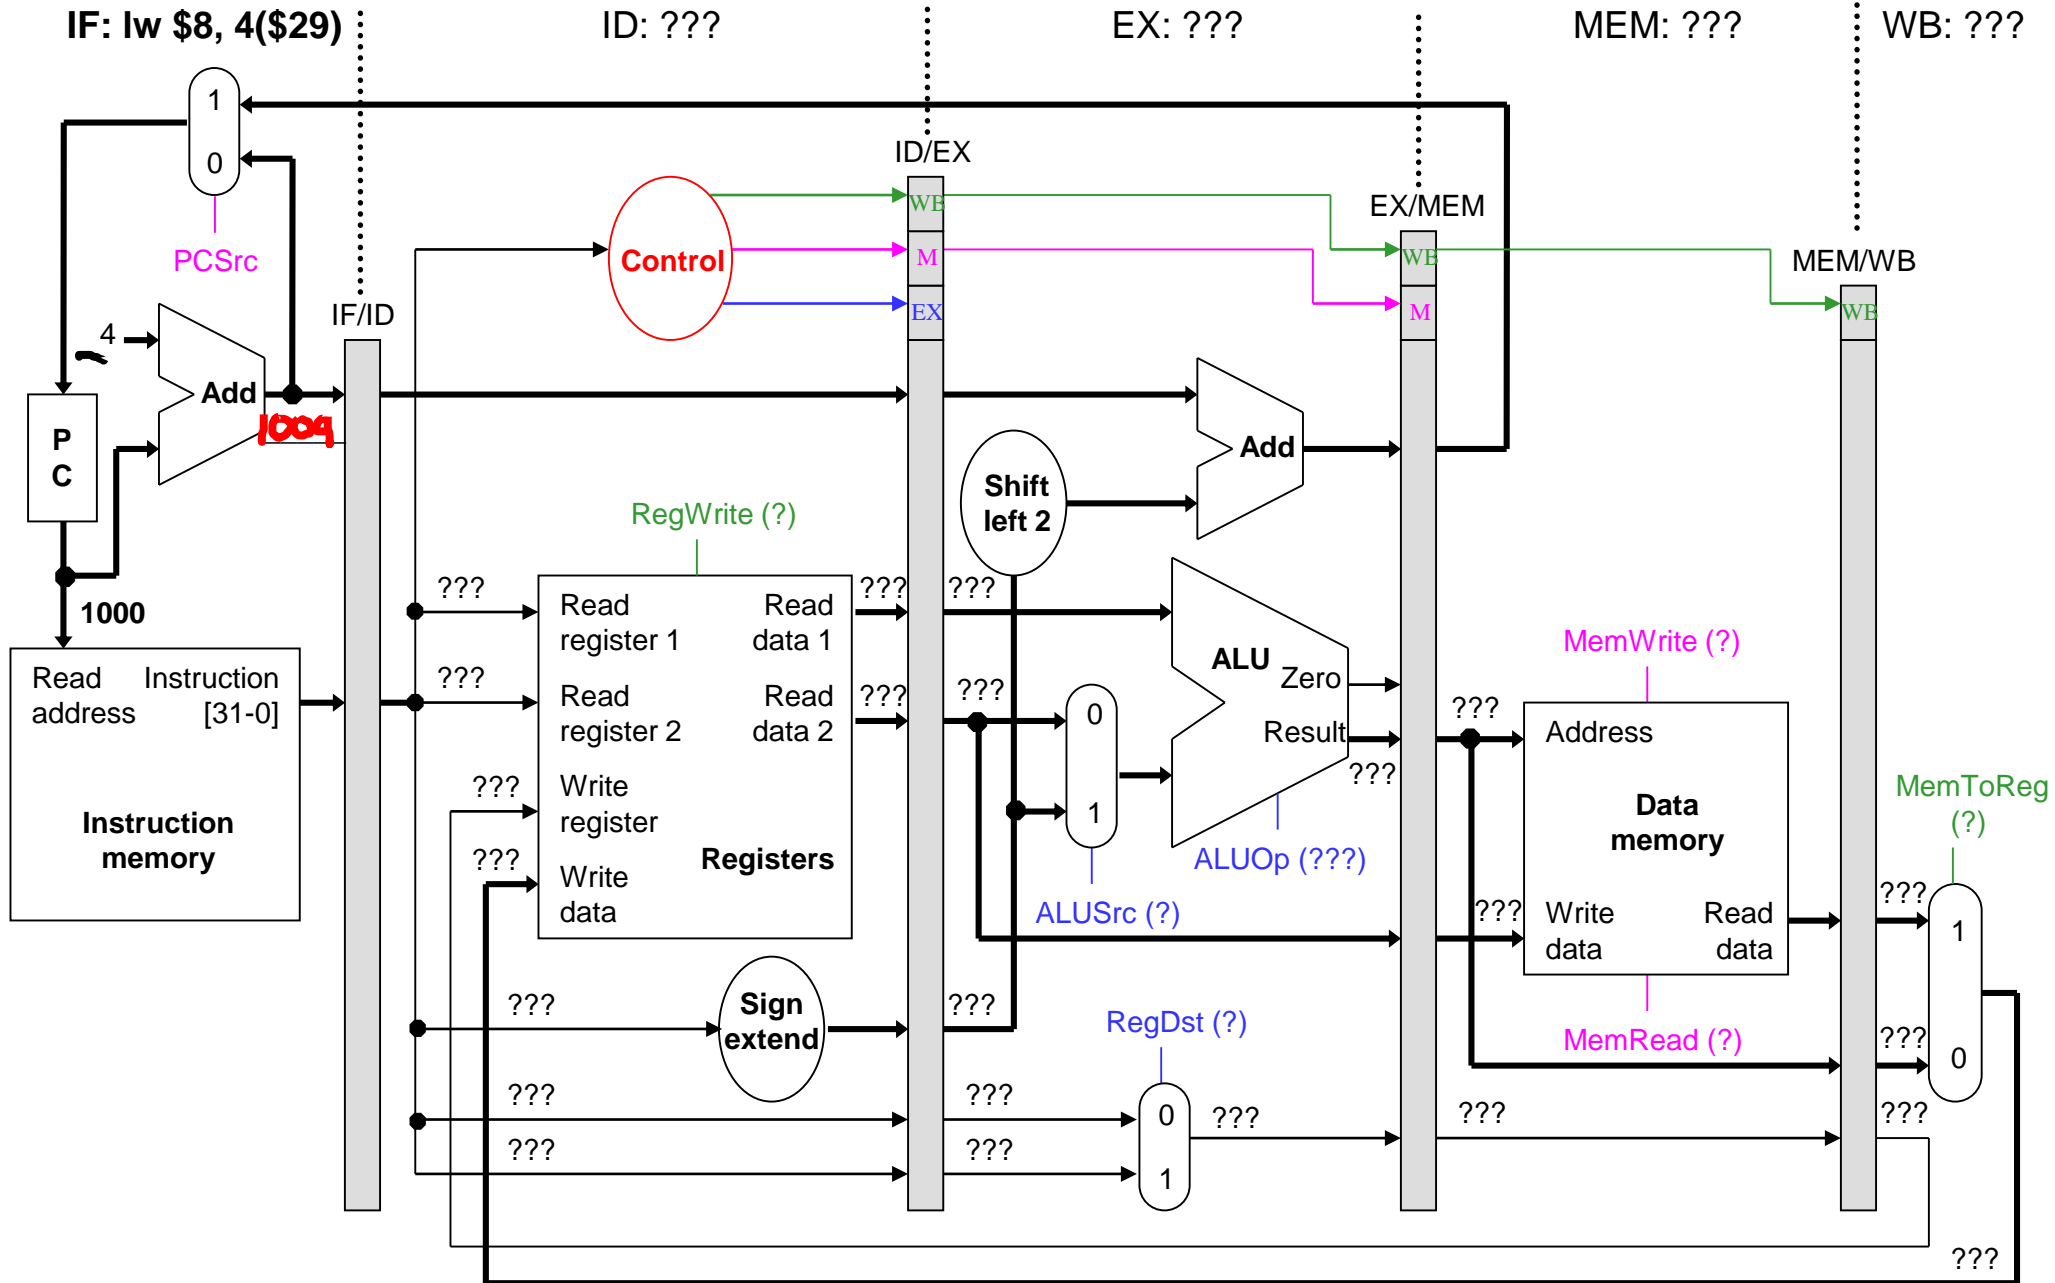 IF: lw $8, 4($29)
ID: ???
EX: ???
MEM: ???
WB: ???
1
0
PCSrc
4
Add
1004
P
C
1000
Read
address
Instruction
[31-0]
Instruction
memory
IF/ID
Control
ID/EX
WB
M
EX
EX/MEM
WB
M
MEM/WB
WB
RegWrite (?)
???
???
???
???
Read
register 1
Read
data 1
Read
register 2
Read
data 2
Write
register
Registers
Write
data
???
???
???
???
Shift
left 2
Add
ALU
Zero
Result
???
0
1
ALUSrc (?)
ALUOp (???)
???
Sign
extend
???
???
???
???
???
RegDst (?)
0
1
???
MemWrite (?)
???
Address
Data
memory
???
Write
data
Read
data
MemRead (?)
???
MemToReg
(?)
???
1
???
0
???
???